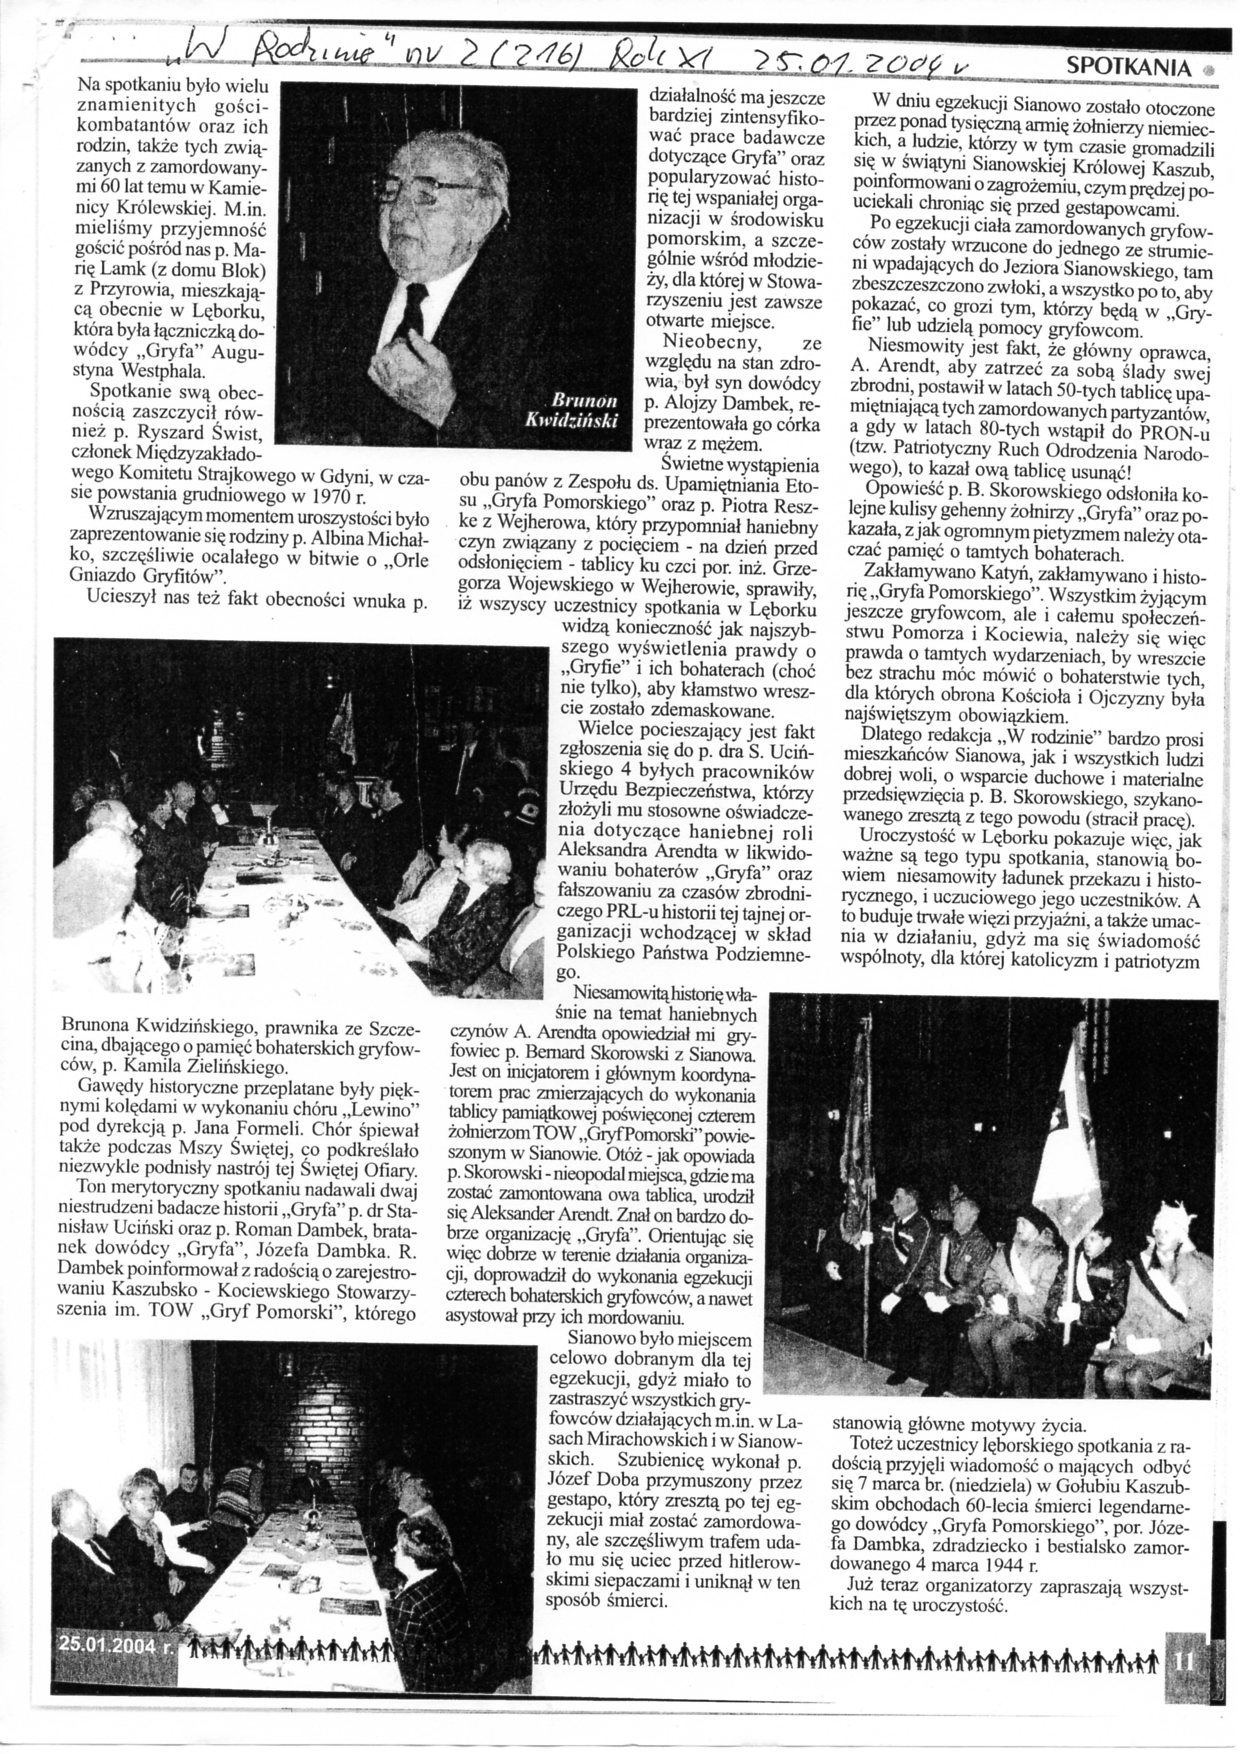 „W Rodzinie" nr 2 (216) Rok XI 25.01.2004 r
SPOTKANIA
Na spotkaniu było wielu
znamienitych gości-
kombatantów oraz ich
rodzin, także tych zwią-
zanych z zamordowany-
mi 60 lat temu w Kamie-
nicy Królewskiej. M.in.
mieliśmy przyjemność
gościć pośród nas p. Ma-
rię Lamk (z domu Blok)
z Przyrowia, mieszkają-
cą obecnie w Lęborku,
która była łączniczką do-
wódcy „Gryfa” Augu-
styna Westphala.
Spotkanie swą obec-
nością zaszczycił rów-
nież p. Ryszard Świst,
członek Międzyzakłado-
wego Komitetu Strajkowego w Gdyni, w cza-
sie powstania grudniowego w 1970 r.
Wzruszającym momentem uroszystości było
zaprezentowanie się rodziny p. Albina Michał-
ko, szczęśliwie ocalałego w bitwie o „Orle
Gniazdo Gryfitów”.
Ucieszył nas też fakt obecności wnuka p.
Brunona Kwidzińskiego, prawnika ze Szcze-
cina, dbającego o pamięć bohaterskich gryfow-
ców, p. Kamila Zielińskiego.
Gawędy historyczne przeplatane były pięk-
nymi kolędami w wykonaniu chóru „Lewino”
pod dyrekcją p. Jana Formeli. Chór śpiewał
także podczas Mszy Świętej, co podkreślało
niezwykle podnisły nastrój tej Świętej Ofiary.
Ton merytoryczny spotkaniu nadawali dwaj
niestrudzeni badacze historii „Gryfa” p. dr Sta-
nisław Uciński oraz p. Roman Dambek, brata-
nek dowódcy „Gryfa”, Józefa Dambka. R.
Dambek poinformował z radością o zarejestro-
waniu Kaszubsko - Kociewskiego Stowarzy-
szenia im. TOW „Gryf Pomorski”, którego
Brunon
Kwidziński
działalność ma jeszcze
bardziej zintensyfiko-
wać prace badawcze
dotyczące Gryfa” oraz
popularyzować histo-
rię tej wspaniałej orga-
nizacji w środowisku
pomorskim, a szcze-
gólnie wśród młodzie-
ży, dla której w Stowa-
rzyszeniu jest zawsze
otwarte miejsce.
Nieobecny, ze
względu na stan zdro-
wia, był syn dowódcy
p. Alojzy Dambek, re-
prezentowała go córka
wraz z mężem.
Świetne wystąpienia
obu panów z Zespołu ds. Upamiętniania Eto-
su „Gryfa Pomorskiego” oraz p. Piotra Resz-
ke z Wejherowa, który przypomniał haniebny
czyn związany z pocięciem - na dzień przed
odsłonięciem - tablicy ku czci por. inż. Grze-
gorza Wojewskiego w Wejherowie, sprawiły,
iż wszyscy uczestnicy spotkania w Lęborku
widzą konieczność jak najszyb-
szego wyświetlenia prawdy o
„Gryfie” i ich bohaterach (choć
nie tylko), aby kłamstwo wresz-
cie zostało zdemaskowane.
Wielce pocieszający jest fakt
zgłoszenia się do p. dra S. Uciń-
skiego 4 byłych pracowników
Urzędu Bezpieczeństwa, którzy
złożyli mu stosowne oświadcze-
nia dotyczące haniebnej roli
Aleksandra Arendta w likwido-
waniu bohaterów „Gryfa” oraz
fałszowaniu za czasów zbrodni-
czego PRL-u historii tej tajnej or-
ganizacji wchodzącej w skład
Polskiego Państwa Podziemne-
go.
Niesamowitą historię wła-
śnie na temat haniebnych
czynów A. Arendta opowiedział mi gry-
fowiec p. Bernard Skorowski z Sianowa.
Jest on inicjatorem i głównym koordyna-
torem prac zmierzających do wykonania
tablicy pamiątkowej poświęconej czterem
żołnierzom TOW „Gryf Pomorski” powie-
szonym w Sianowie. Otóż - jak opowiada
p. Skorowski - nieopodal miejsca, gdzie ma
zostać zamontowana owa tablica, urodził
się Aleksander Arendt. Znał on bardzo do-
brze organizację „Gryfa”. Orientując się
więc dobrze w terenie działania organiza-
cji, doprowadził do wykonania egzekucji
czterech bohaterskich gryfowców, a nawet
asystował przy ich mordowaniu.
Sianowo było miejscem
celowo dobranym dla tej
egzekucji, gdyż miało to
zastraszyć wszystkich gry-
fowców działających m.in. w La-
sach Mirachowskich i w Sianow-
skich. Szubienicę wykonał p.
Józef Doba przymuszony przez
gestapo, który zresztą po tej eg-
zekucji miał zostać zamordowa-
ny, ale szczęśliwym trafem uda-
ło mu się uciec przed hitlerow-
skimi siepaczami i uniknął w ten
sposób śmierci.
W dniu egzekucji Sianowo zostało otoczone
przez ponad tysięczną armię żołnierzy niemiec-
kich, a ludzie, którzy w tym czasie gromadzili
się w świątyni Sianowskiej Królowej Kaszub,
poinformowani o zagrożemiu, czym prędzej po-
uciekali chroniąc się przed gestapowcami.
Po egzekucji ciała zamordowanych gryfow-
ców zostały wrzucone do jednego ze strumie-
ni wpadających do Jeziora Sianowskiego, tam
zbeszczeszczono zwłoki, a wszystko po to, aby
pokazać, co grozi tym, którzy będą w „Gry-
fie” lub udzielą pomocy gryfowcom.
Niesmowity jest fakt, że główny oprawca,
A. Arendt, aby zatrzeć za sobą ślady swej
zbrodni, postawił w latach 50-tych tablicę upa-
miętniającą tych zamordowanych partyzantów,
a gdy w latach 80-tych wstąpił do PRON-u
(tzw. Patriotyczny Ruch Odrodzenia Narodo-
wego), to kazał ową tablicę usunąć!
Opowieść p. B. Skorowskiego odsłoniła ko-
lejne kulisy gehenny żołnirzy „Gryfa” oraz po-
kazała, z jak ogromnym pietyzmem należy ota-
czać pamięć o tamtych bohaterach.
Zakłamywano Katyń, zakłamywano i histo-
rię „Gryfa Pomorskiego”. Wszystkim żyjącym
jeszcze gryfowcom, ale i całemu społeczeń-
stwu Pomorza i Kociewia, należy się więc
prawda o tamtych wydarzeniach, by wreszcie
bez strachu móc mówić o bohaterstwie tych,
dla których obrona Kościoła i Ojczyzny była
najświętszym obowiązkiem.
Dlatego redakcja „W rodzinie” bardzo prosi
mieszkańców Sianowa, jak i wszystkich ludzi
dobrej woli, o wsparcie duchowe i materialne
przedsięwzięcia p. B. Skorowskiego, szykano-
wanego zresztą z tego powodu (stracił pracę).
Uroczystość w Lęborku pokazuje więc, jak
ważne są tego typu spotkania, stanowią bo-
wiem niesamowity ładunek przekazu i histo-
rycznego, i uczuciowego jego uczestników. A
to buduje trwałe więzi przyjaźni, a także umac-
nia w działaniu, gdyż ma się świadomość
wspólnoty, dla której katolicyzm i patriotyzm
stanowią główne motywy życia.
Toteż uczestnicy lęborskiego spotkania z ra-
dością przyjęli wiadomość o mających odbyć
się 7 marca br. (niedziela) w Gołubiu Kaszub-
skim obchodach 60-lecia śmierci legendarne-
go dowódcy „Gryfa Pomorskiego”, por. Józe-
fa Dambka, zdradziecko i bestialsko zamor-
dowanego 4 marca 1944 r.
Już teraz organizatorzy zapraszają wszyst-
kich na tę uroczystość.
25.01.2004 r.
11